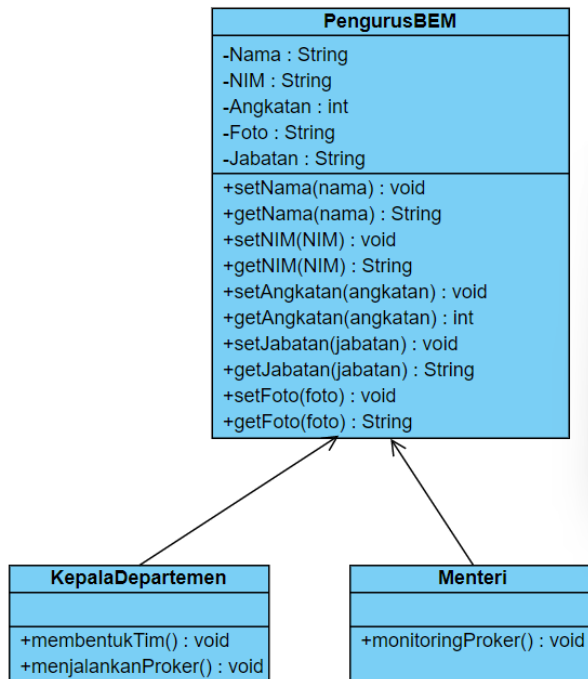 PengurusBEM
-Nama : String
-NIM : String
-Angkatan : int
-Foto : String
-Jabatan : String
+setNama(nama) : void
+getNama(nama) : String
+setNIM(NIM) : void
+getNIM(NIM) : String
+setAngkatan(angkatan) : void
+getAngkatan(angkatan) : int
+setJabatan(jabatan) : void
+getJabatan(jabatan) : String
+setFoto(foto) : void
+getFoto(foto) : String
KepalaDepartemen
+membentukTim() : void
+menjalankanProker() : void
Menteri
+monitoringProker() : void